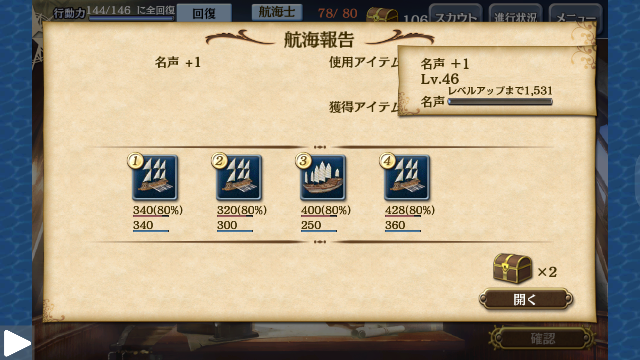 行動力 144/146 に全回復 回復 航海士 78/ 80 106 スカウト 進行状況 メニュー
航海報告
名声 +1 使用アイテム
獲得アイテム
名声 +1
Lv.46
レベルアップまで1,531
名声
1 2 3 4
340(80%) 320(80%) 400(80%) 428(80%)
340 300 250 360
×2
開く
確認